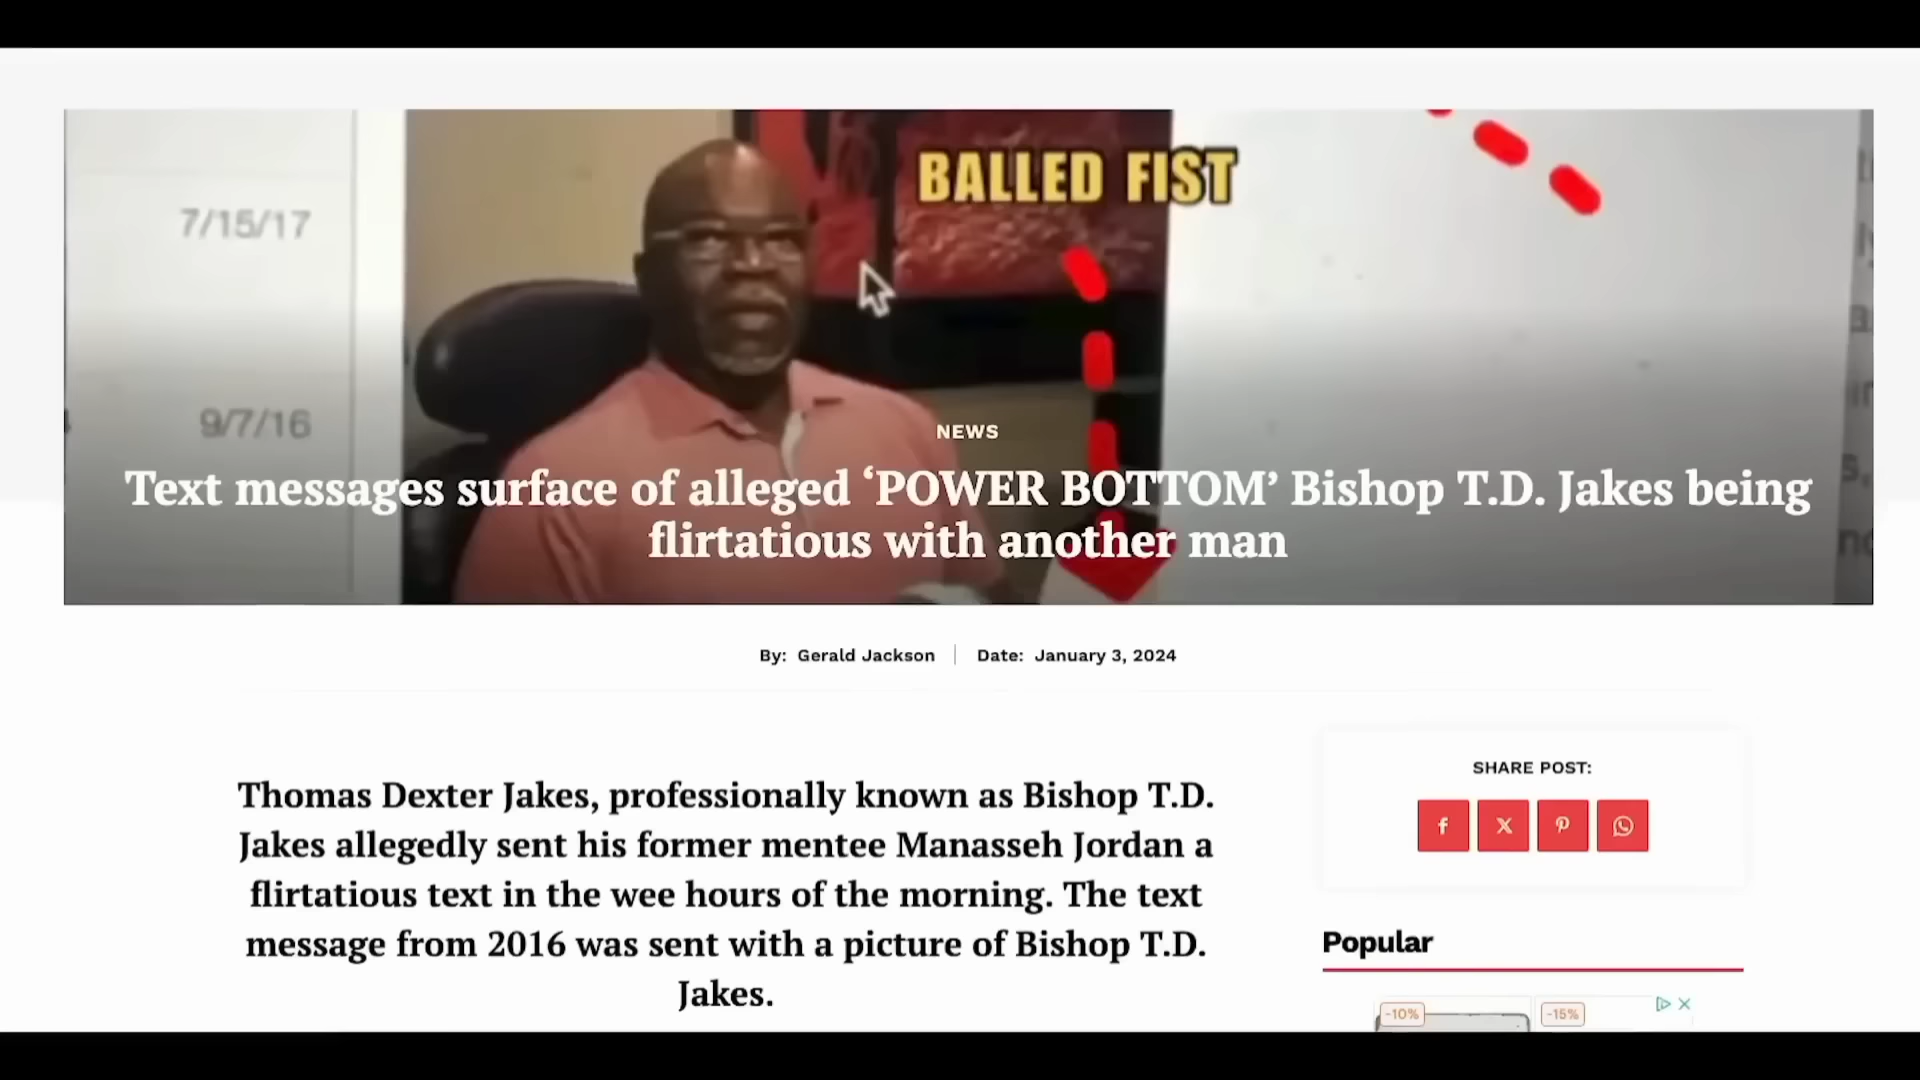 BALLED FIST
7/15/17
9/7/16
NEWS
Text messages surface of alleged ‘POWER BOTTOM’ Bishop T.D. Jakes being
flirtatious with another man
By: Gerald Jackson
Date: January 3, 2024
Thomas Dexter Jakes, professionally known as Bishop T.D.
Jakes allegedly sent his former mentee Manasseh Jordan a
flirtatious text in the wee hours of the morning. The text
message from 2016 was sent with a picture of Bishop T.D.
Jakes.
SHARE POST:
Popular
-10%
-15%